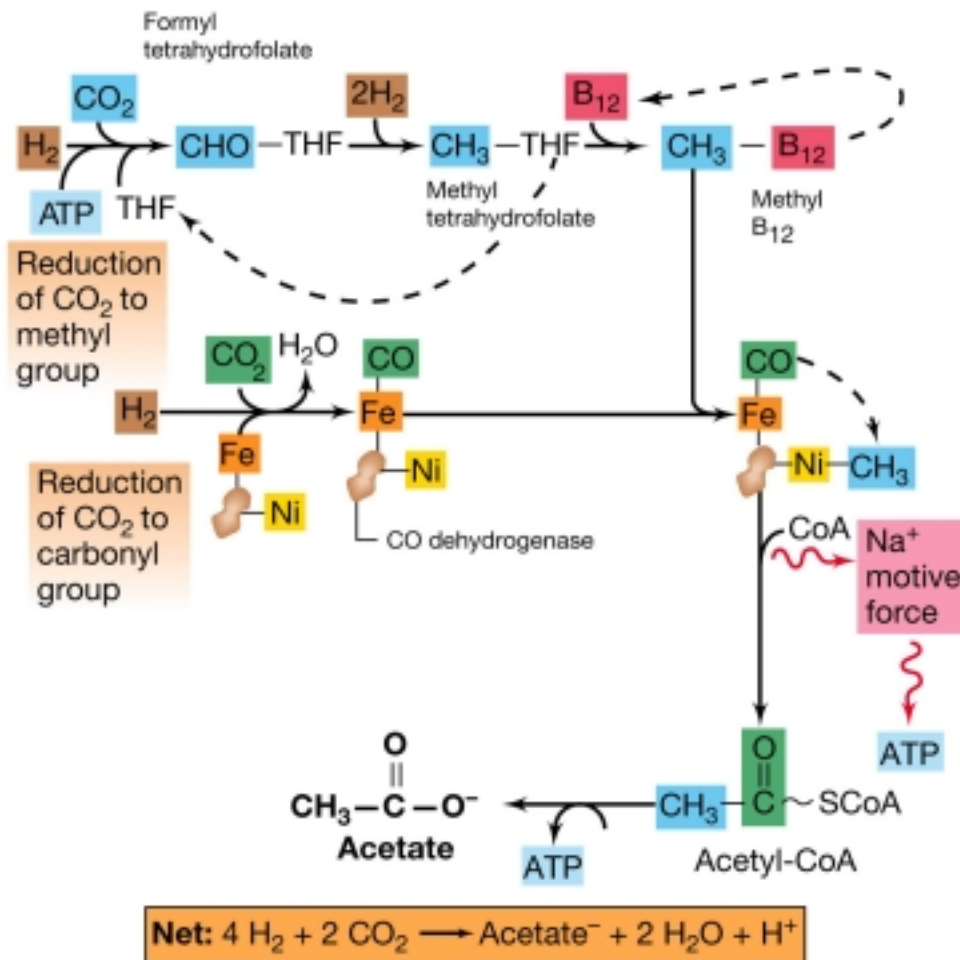 Formyl
tetrahydrofolate
CO₂
2H₂
B₁₂
H₂
CHO—THF
CH₃—THF
CH₃—B₁₂
ATP
THF
Methyl
tetrahydrofolate
Methyl
B₁₂
Reduction
of CO₂ to
methyl
group
CO₂
H₂O
CO
CO
H₂
Fe
Fe
Fe
Ni
Ni—CH₃
Reduction
of CO₂ to
carbonyl
group
Ni
CO dehydrogenase
CoA
Na⁺
motive
force
ATP
O
||
CH₃—C—O⁻
Acetate
ATP
O
||
CH₃—C~SCoA
Acetyl-CoA
Net: 4 H₂ + 2 CO₂ → Acetate⁻ + 2 H₂O + H⁺